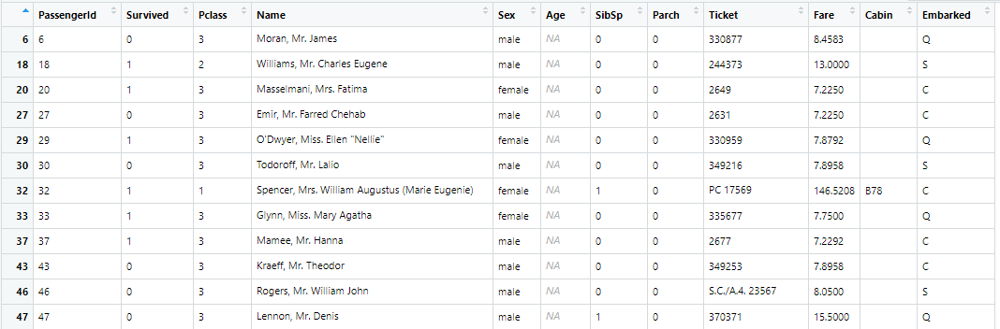 PassengerId Survived Pclass Name Sex Age SibSp Parch Ticket Fare Cabin Embarked
6 6 0 3 Moran, Mr. James male NA 0 0 330877 8.4583 Q
18 18 1 2 Williams, Mr. Charles Eugene male NA 0 0 244373 13.0000 S
20 20 1 3 Masselmani, Mrs. Fatima female NA 0 0 2649 7.2250 C
27 27 0 3 Emir, Mr. Farred Chehab male NA 0 0 2631 7.2250 C
29 29 1 3 O'Dwyer, Miss. Ellen "Nellie" female NA 0 0 330959 7.8792 Q
30 30 0 3 Todoroff, Mr. Lalio male NA 0 0 349216 7.8958 S
32 32 1 1 Spencer, Mrs. William Augustus (Marie Eugenie) female NA 1 0 PC 17569 146.5208 B78 C
33 33 1 3 Glynn, Miss. Mary Agatha female NA 0 0 335677 7.7500 Q
37 37 1 3 Mamee, Mr. Hanna male NA 0 0 2677 7.2292 C
43 43 0 3 Kraeff, Mr. Theodor male NA 0 0 349253 7.8958 C
46 46 0 3 Rogers, Mr. William John male NA 0 0 S.C./A.4. 23567 8.0500 S
47 47 0 3 Lennon, Mr. Denis male NA 1 0 370371 15.5000 Q